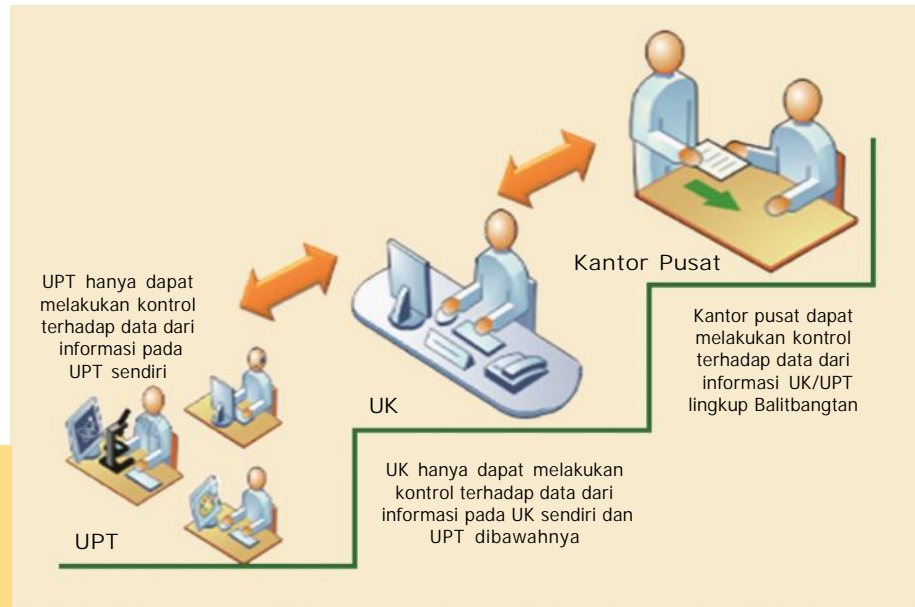 UPT hanya dapat
melakukan kontrol
terhadap data dari
informasi pada
UPT sendiri
UPT
UK
UK hanya dapat melakukan
kontrol terhadap data dari
informasi pada UK sendiri dan
UPT dibawahnya
Kantor Pusat
Kantor pusat dapat
melakukan kontrol
terhadap data dari
informasi UK/UPT
lingkup Balitbangtan